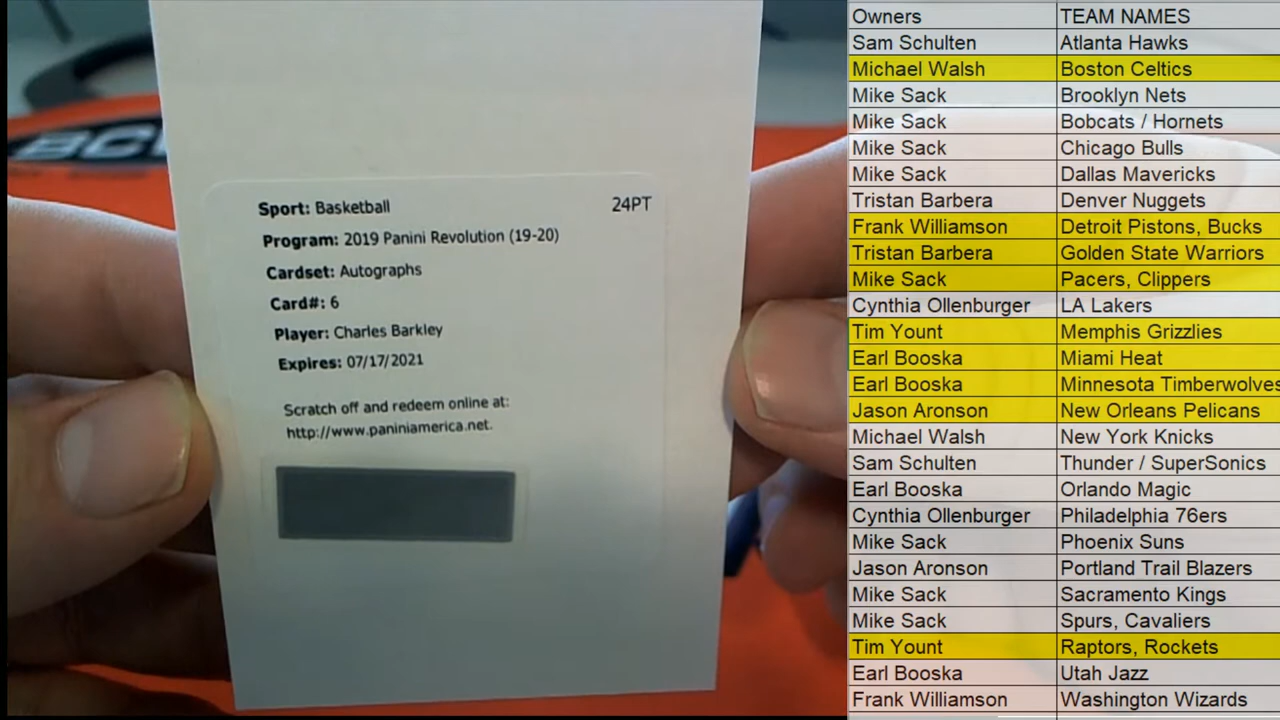 BC
Sport: Basketball
24PT
Program: 2019 Panini Revolution (19-20)
Cardset: Autographs
Card#: 6
Player: Charles Barkley
Expires: 07/17/2021
Scratch off and redeem online at:
http://www.paniniamerica.net.
Owners TEAM NAMES
Sam Schulten Atlanta Hawks
Michael Walsh Boston Celtics
Mike Sack Brooklyn Nets
Mike Sack Bobcats / Hornets
Mike Sack Chicago Bulls
Mike Sack Dallas Mavericks
Tristan Barbera Denver Nuggets
Frank Williamson Detroit Pistons, Bucks
Tristan Barbera Golden State Warriors
Mike Sack Pacers, Clippers
Cynthia Ollenburger LA Lakers
Tim Yount Memphis Grizzlies
Earl Booska Miami Heat
Earl Booska Minnesota Timberwolves
Jason Aronson New Orleans Pelicans
Michael Walsh New York Knicks
Sam Schulten Thunder / SuperSonics
Earl Booska Orlando Magic
Cynthia Ollenburger Philadelphia 76ers
Mike Sack Phoenix Suns
Jason Aronson Portland Trail Blazers
Mike Sack Sacramento Kings
Mike Sack Spurs, Cavaliers
Tim Yount Raptors, Rockets
Earl Booska Utah Jazz
Frank Williamson Washington Wizards